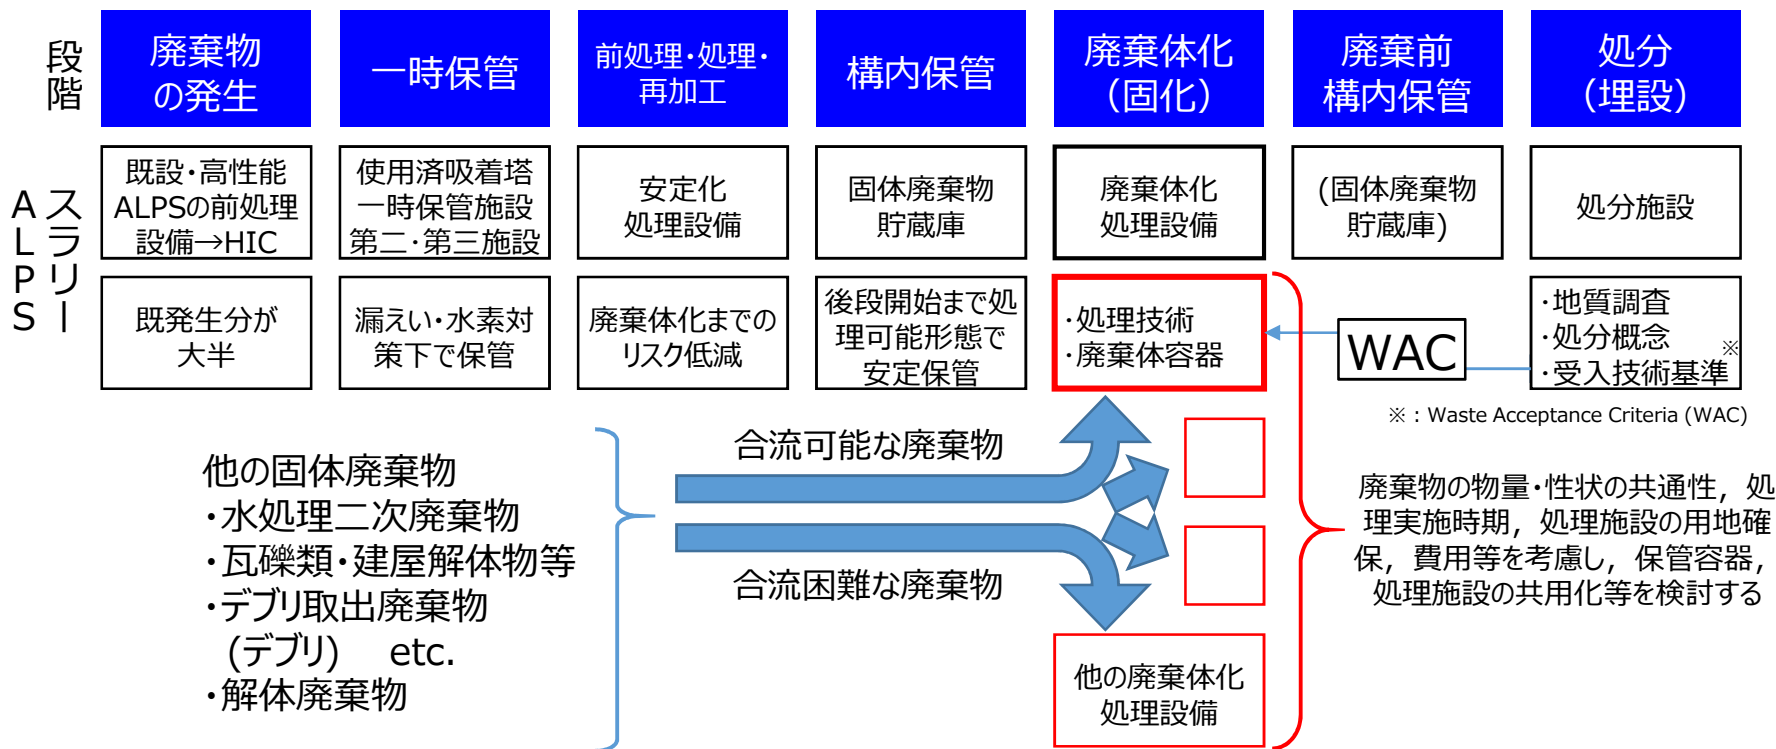 段階
廃棄物
の発生
一時保管
前処理・処理・
再加工
構内保管
廃棄体化
（固化）
廃棄前
構内保管
処分
（埋設）
ALPS
スラリー
既設・高性能
ALPSの前処理
設備→HIC
使用済吸着塔
一時保管施設
第二・第三施設
安定化
処理設備
固体廃棄物
貯蔵庫
廃棄体化
処理設備
(固体廃棄物
貯蔵庫)
処分施設
既発生分が
大半
漏えい・水素対
策下で保管
廃棄体化までの
リスク低減
後段開始まで処
理可能形態で
安定保管
・処理技術
・廃棄体容器
WAC
・地質調査
・処分概念
・受入技術基準※
※：Waste Acceptance Criteria (WAC)
他の固体廃棄物
・水処理二次廃棄物
・瓦礫類・建屋解体物等
・デブリ取出廃棄物
(デブリ) etc.
・解体廃棄物
合流可能な廃棄物
合流困難な廃棄物
他の廃棄体化
処理設備
廃棄物の物量・性状の共通性，処
理実施時期，処理施設の用地確
保，費用等を考慮し，保管容器，
処理施設の共用化等を検討する